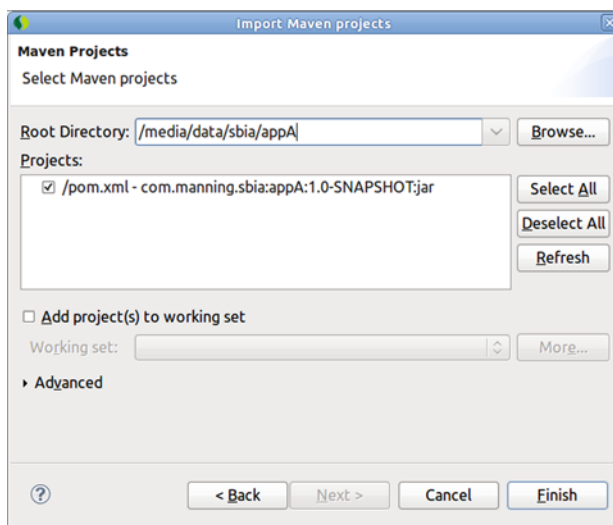 Import Maven projects
Maven Projects
Select Maven projects
Root Directory: /media/data/sbia/appA Browse...
Projects:
/pom.xml - com.manning.sbia:appA:1.0-SNAPSHOT:jar
Select All
Deselect All
Refresh
Add project(s) to working set
Working set: More...
Advanced
? < Back Next > Cancel Finish